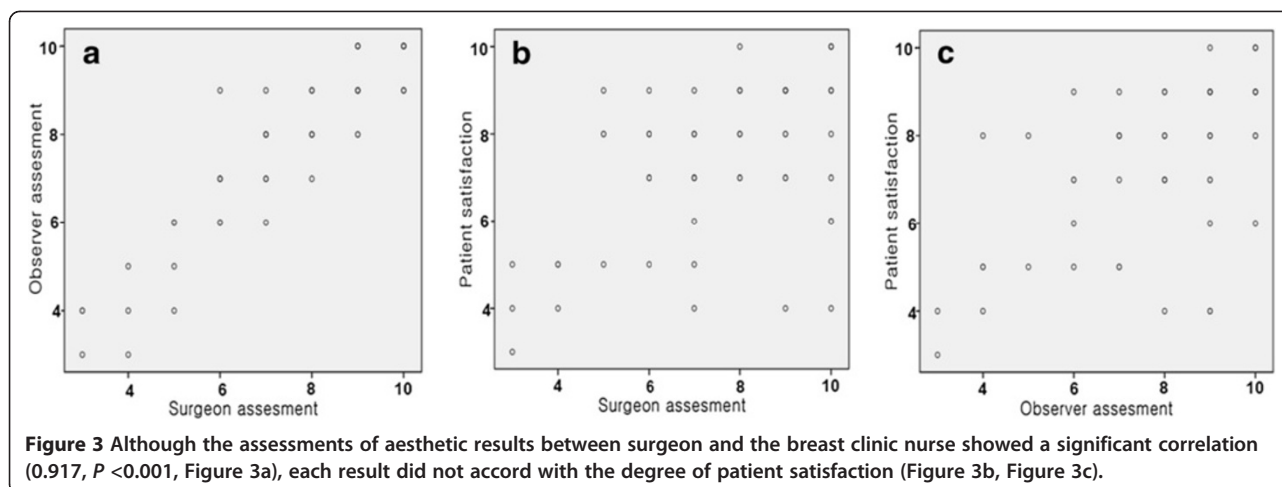 a
b
c
10
8
6
4
Observer assessment
4
6
8
10
Surgeon assesment
10
8
6
4
Patient satisfaction
4
6
8
10
Surgeon assesment
10
8
6
4
Patient satisfaction
4
6
8
10
Observer assesment
Figure 3 Although the assessments of aesthetic results between surgeon and the breast clinic nurse showed a significant correlation
(0.917, P <0.001, Figure 3a), each result did not accord with the degree of patient satisfaction (Figure 3b, Figure 3c).